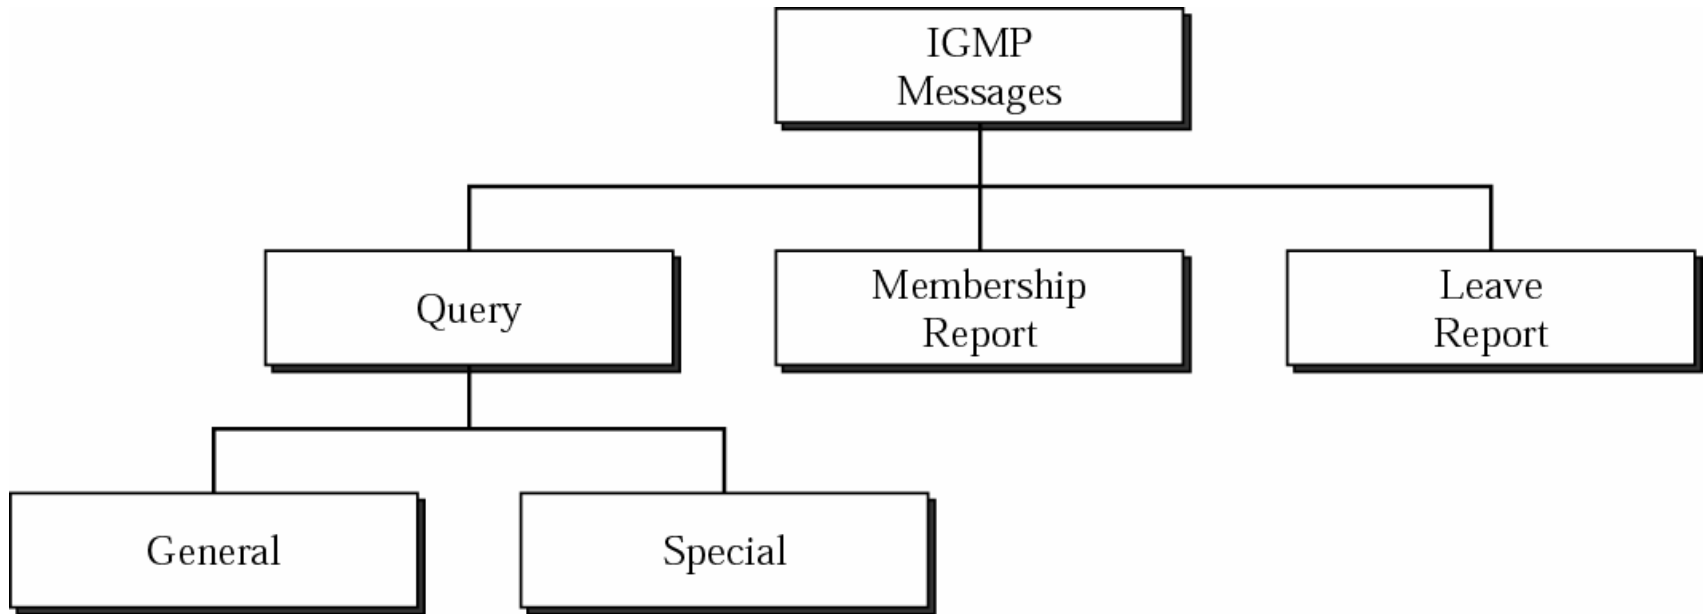 IGMP
Messages
Query
Membership
Report
Leave
Report
General
Special